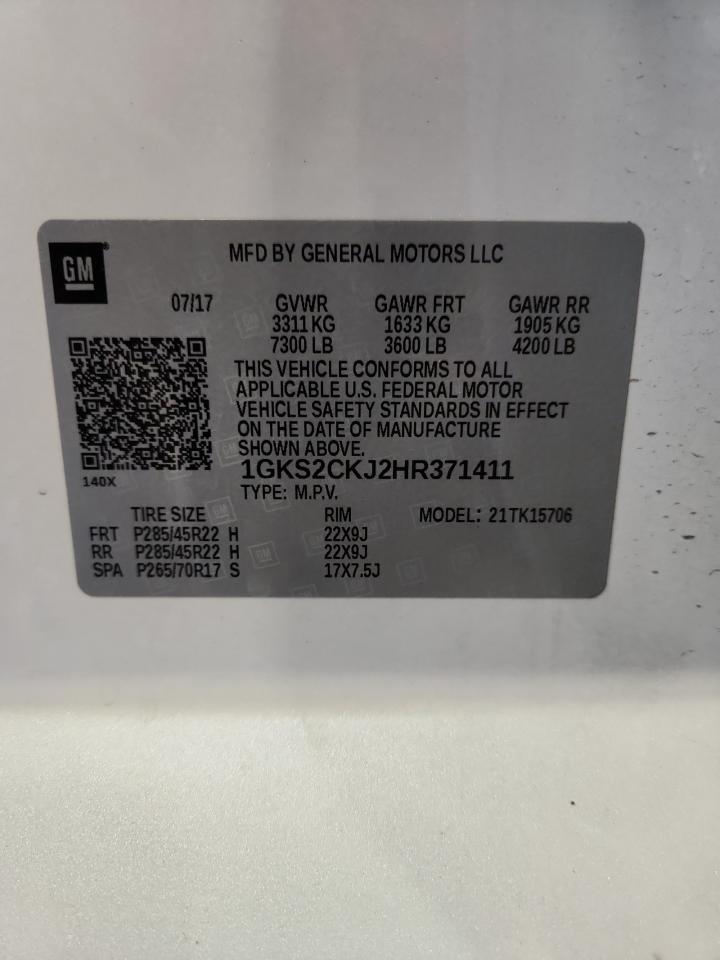 GM
MFD BY GENERAL MOTORS LLC
07/17 GVWR GAWR FRT GAWR RR
3311 KG 1633 KG 1905 KG
7300 LB 3600 LB 4200 LB
THIS VEHICLE CONFORMS TO ALL
APPLICABLE U.S. FEDERAL MOTOR
VEHICLE SAFETY STANDARDS IN EFFECT
ON THE DATE OF MANUFACTURE
SHOWN ABOVE.
1GKS2CKJ2HR371411
140X
TYPE: M.P.V.
TIRE SIZE RIM MODEL: 21TK15706
FRT P285/45R22 H 22X9J
RR P285/45R22 H 22X9J
SPA P265/70R17 S 17X7.5J